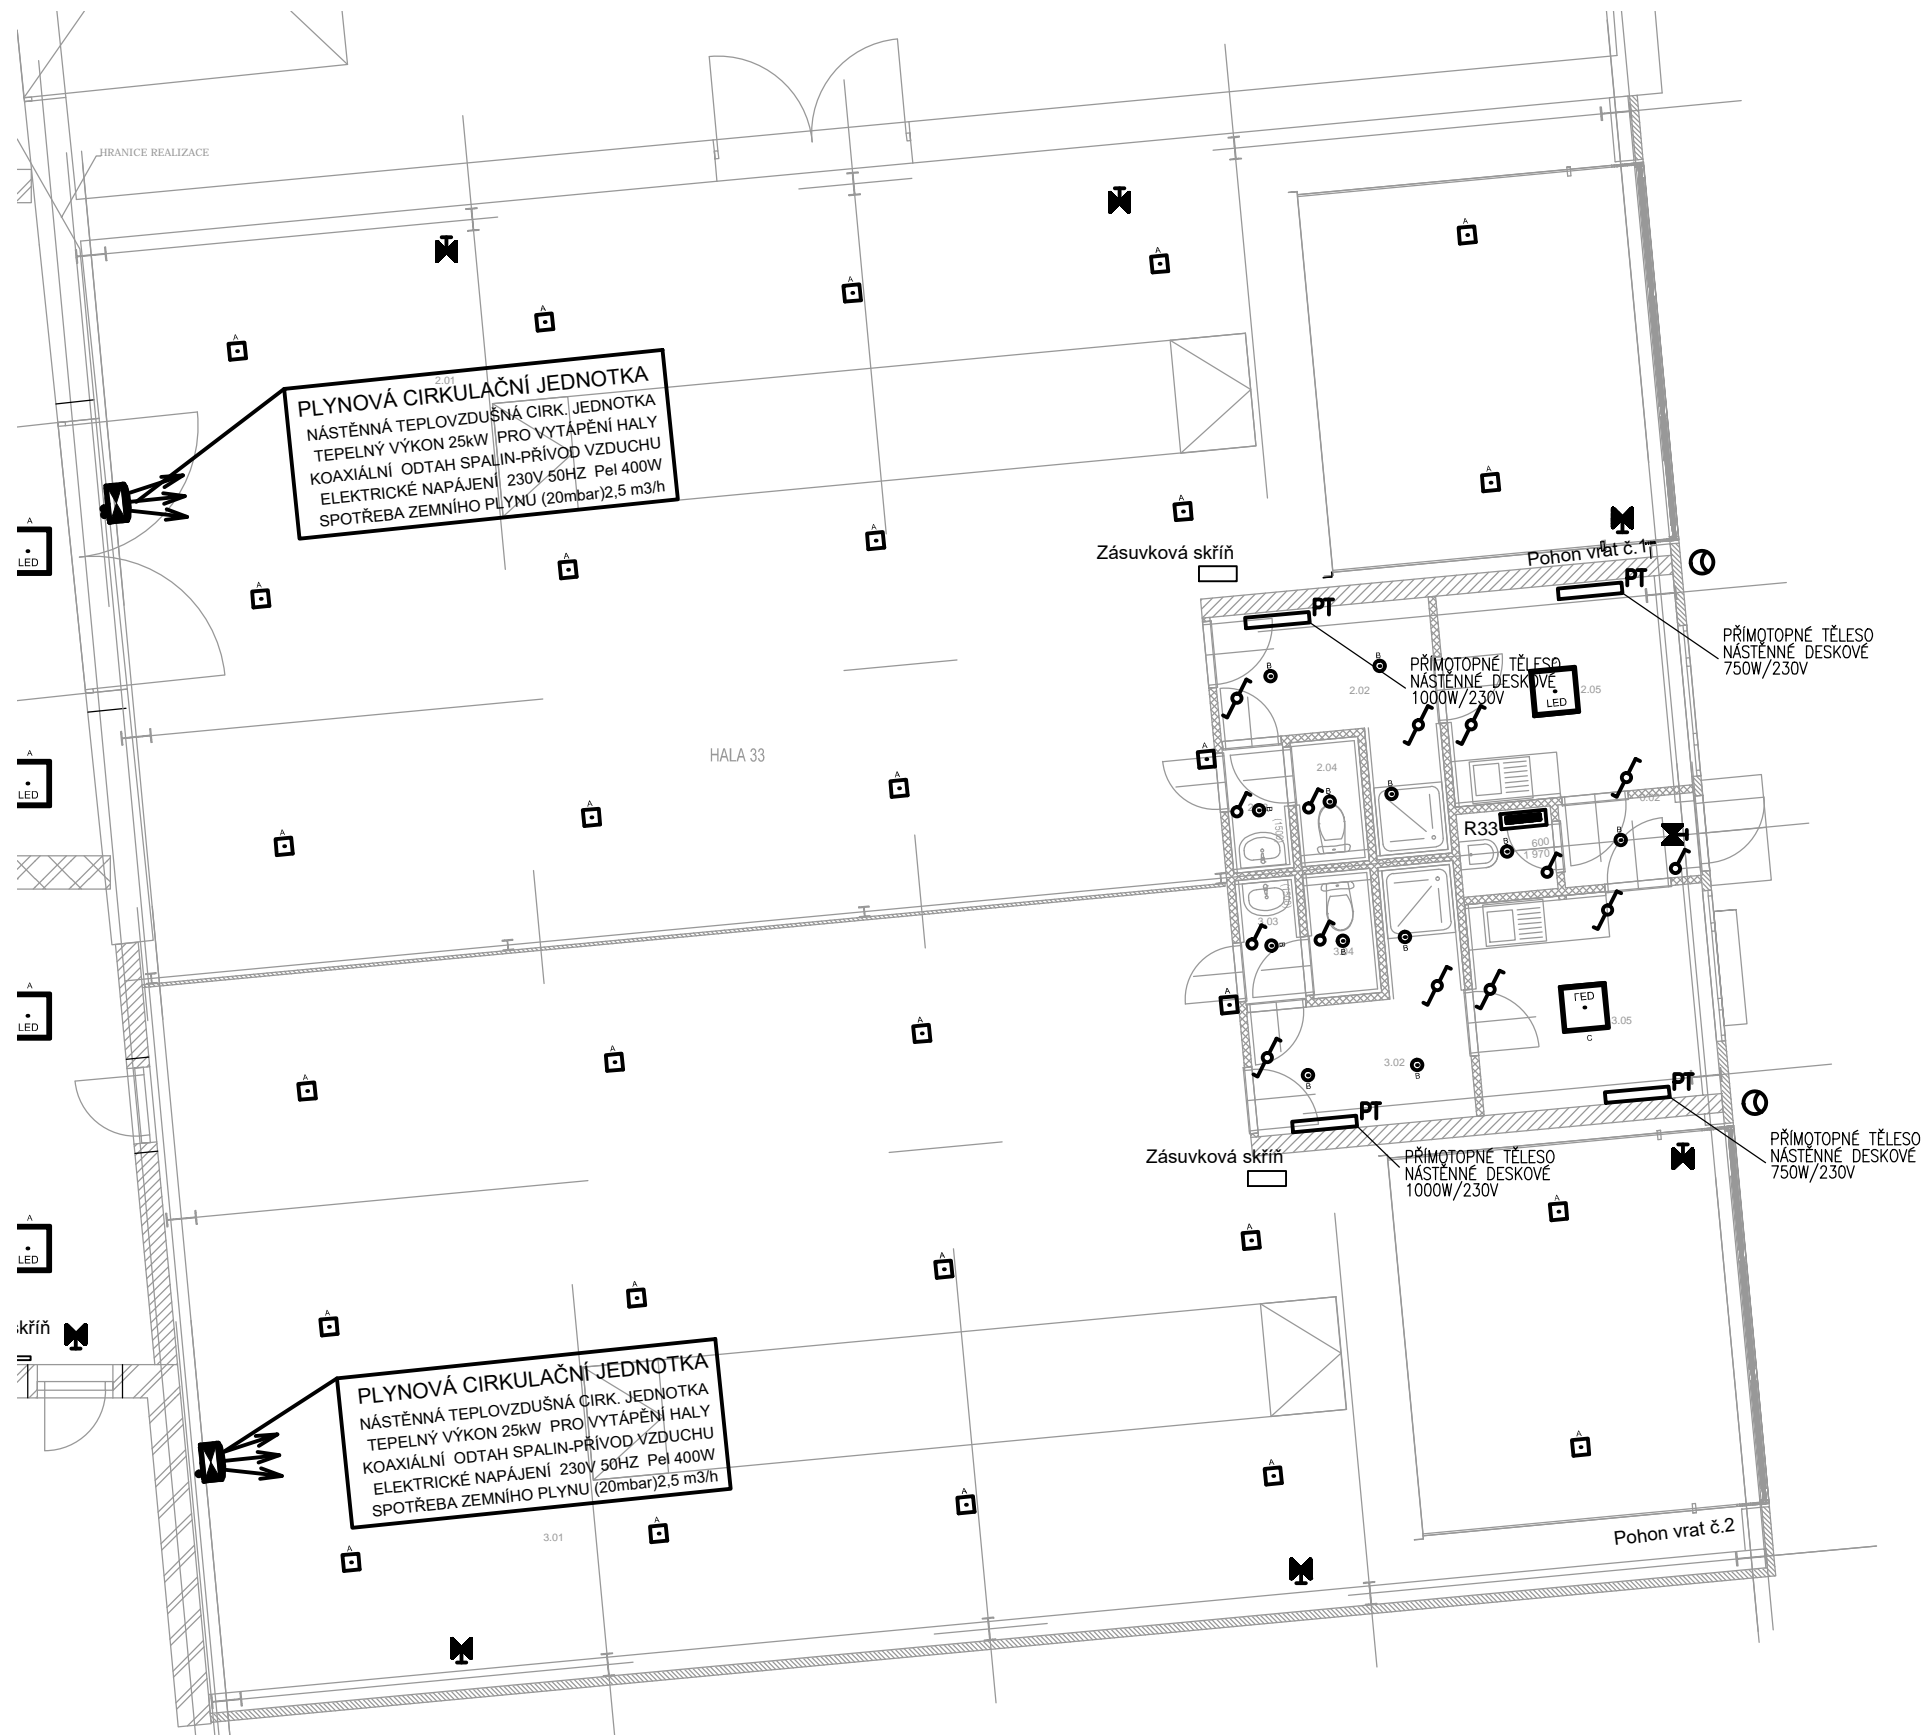 HRANICE REALIZACE
2.01
PLYNOVÁ CIRKULAČNÍ JEDNOTKA
NÁSTĚNNÁ TEPLOVZDUŠNÁ CIRK. JEDNOTKA
TEPELNÝ VÝKON 25kW PRO VYTÁPĚNÍ HALY
KOAXIÁLNÍ ODTAH SPALIN-PŘÍVOD VZDUCHU
ELEKTRICKÉ NAPÁJENÍ 230V 50HZ Pel 400W
SPOTŘEBA ZEMNÍHO PLYNU (20mbar)2,5 m3/h
Zásuvková skříň
Pohon vrat č.1
PT
PT
PŘÍMOTOPNÉ TĚLESO
NÁSTĚNNÉ DESKOVÉ
750W/230V
PŘÍMOTOPNÉ TĚLESO
NÁSTĚNNÉ DESKOVÉ
1000W/230V
2.02
2.05
LED
LED
LED
LED
LED
HALA 33
2.04
R33
600
1 970
3.03
3.04
LED
C
3.05
3.02
PT
PT
PŘÍMOTOPNÉ TĚLESO
NÁSTĚNNÉ DESKOVÉ
750W/230V
Zásuvková skříň
PŘÍMOTOPNÉ TĚLESO
NÁSTĚNNÉ DESKOVÉ
1000W/230V
skříň
PLYNOVÁ CIRKULAČNÍ JEDNOTKA
NÁSTĚNNÁ TEPLOVZDUŠNÁ CIRK. JEDNOTKA
TEPELNÝ VÝKON 25kW PRO VYTÁPĚNÍ HALY
KOAXIÁLNÍ ODTAH SPALIN-PŘÍVOD VZDUCHU
ELEKTRICKÉ NAPÁJENÍ 230V 50HZ Pel 400W
SPOTŘEBA ZEMNÍHO PLYNU (20mbar)2,5 m3/h
3.01
Pohon vrat č.2